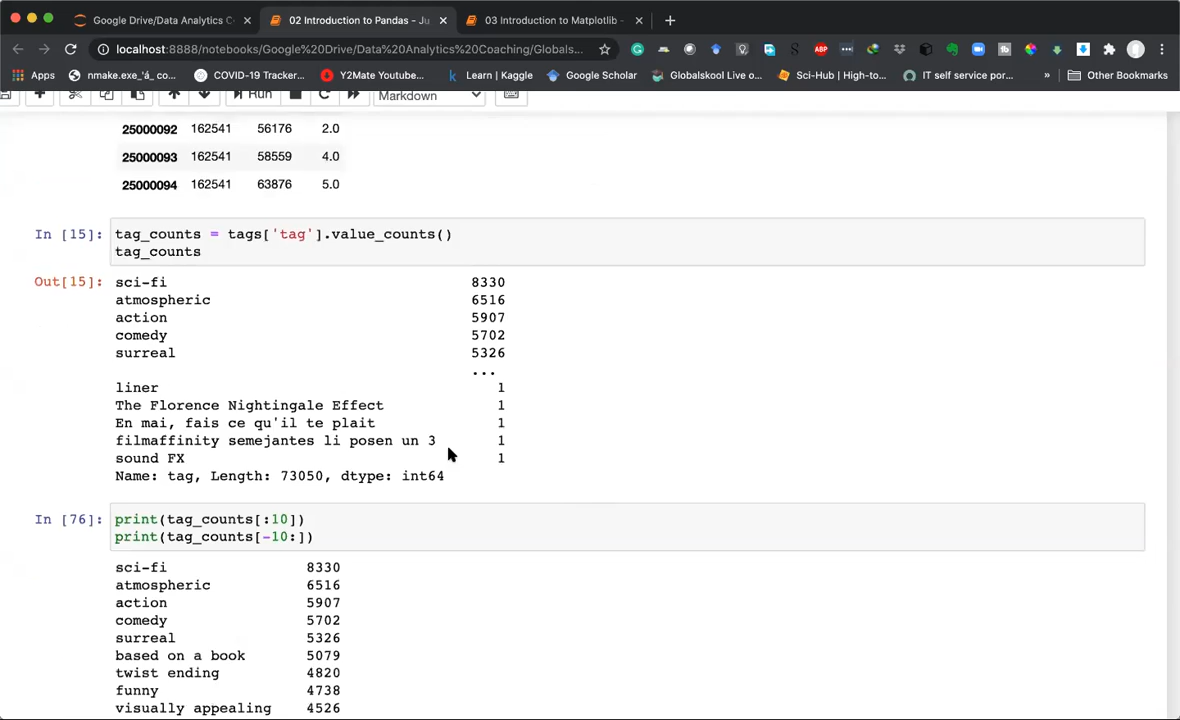 Google Drive/Data Analytics C
02 Introduction to Pandas - Ju
03 Introduction to Matplotlib -
localhost:8888/notebooks/Google%20Drive/Data%20Analytics%20Coaching/Globals...
Apps
nmake.exe_'á_ co...
COVID-19 Tracker...
Y2Mate Youtube...
Learn | Kaggle
Google Scholar
Globalskool Live o...
Sci-Hub | High-to...
IT self service por...
»
Other Bookmarks
Run
Markdown
25000092 162541 56176 2.0
25000093 162541 58559 4.0
25000094 162541 63876 5.0
In [15]: tag_counts = tags['tag'].value_counts()
tag_counts
Out[15]: sci-fi 8330
atmospheric 6516
action 5907
comedy 5702
surreal 5326
...
liner 1
The Florence Nightingale Effect 1
En mai, fais ce qu'il te plait 1
filmaffinity semejantes li posen un 3 1
sound FX 1
Name: tag, Length: 73050, dtype: int64
In [76]: print(tag_counts[:10])
print(tag_counts[-10:])
sci-fi 8330
atmospheric 6516
action 5907
comedy 5702
surreal 5326
based on a book 5079
twist ending 4820
funny 4738
visually appealing 4526